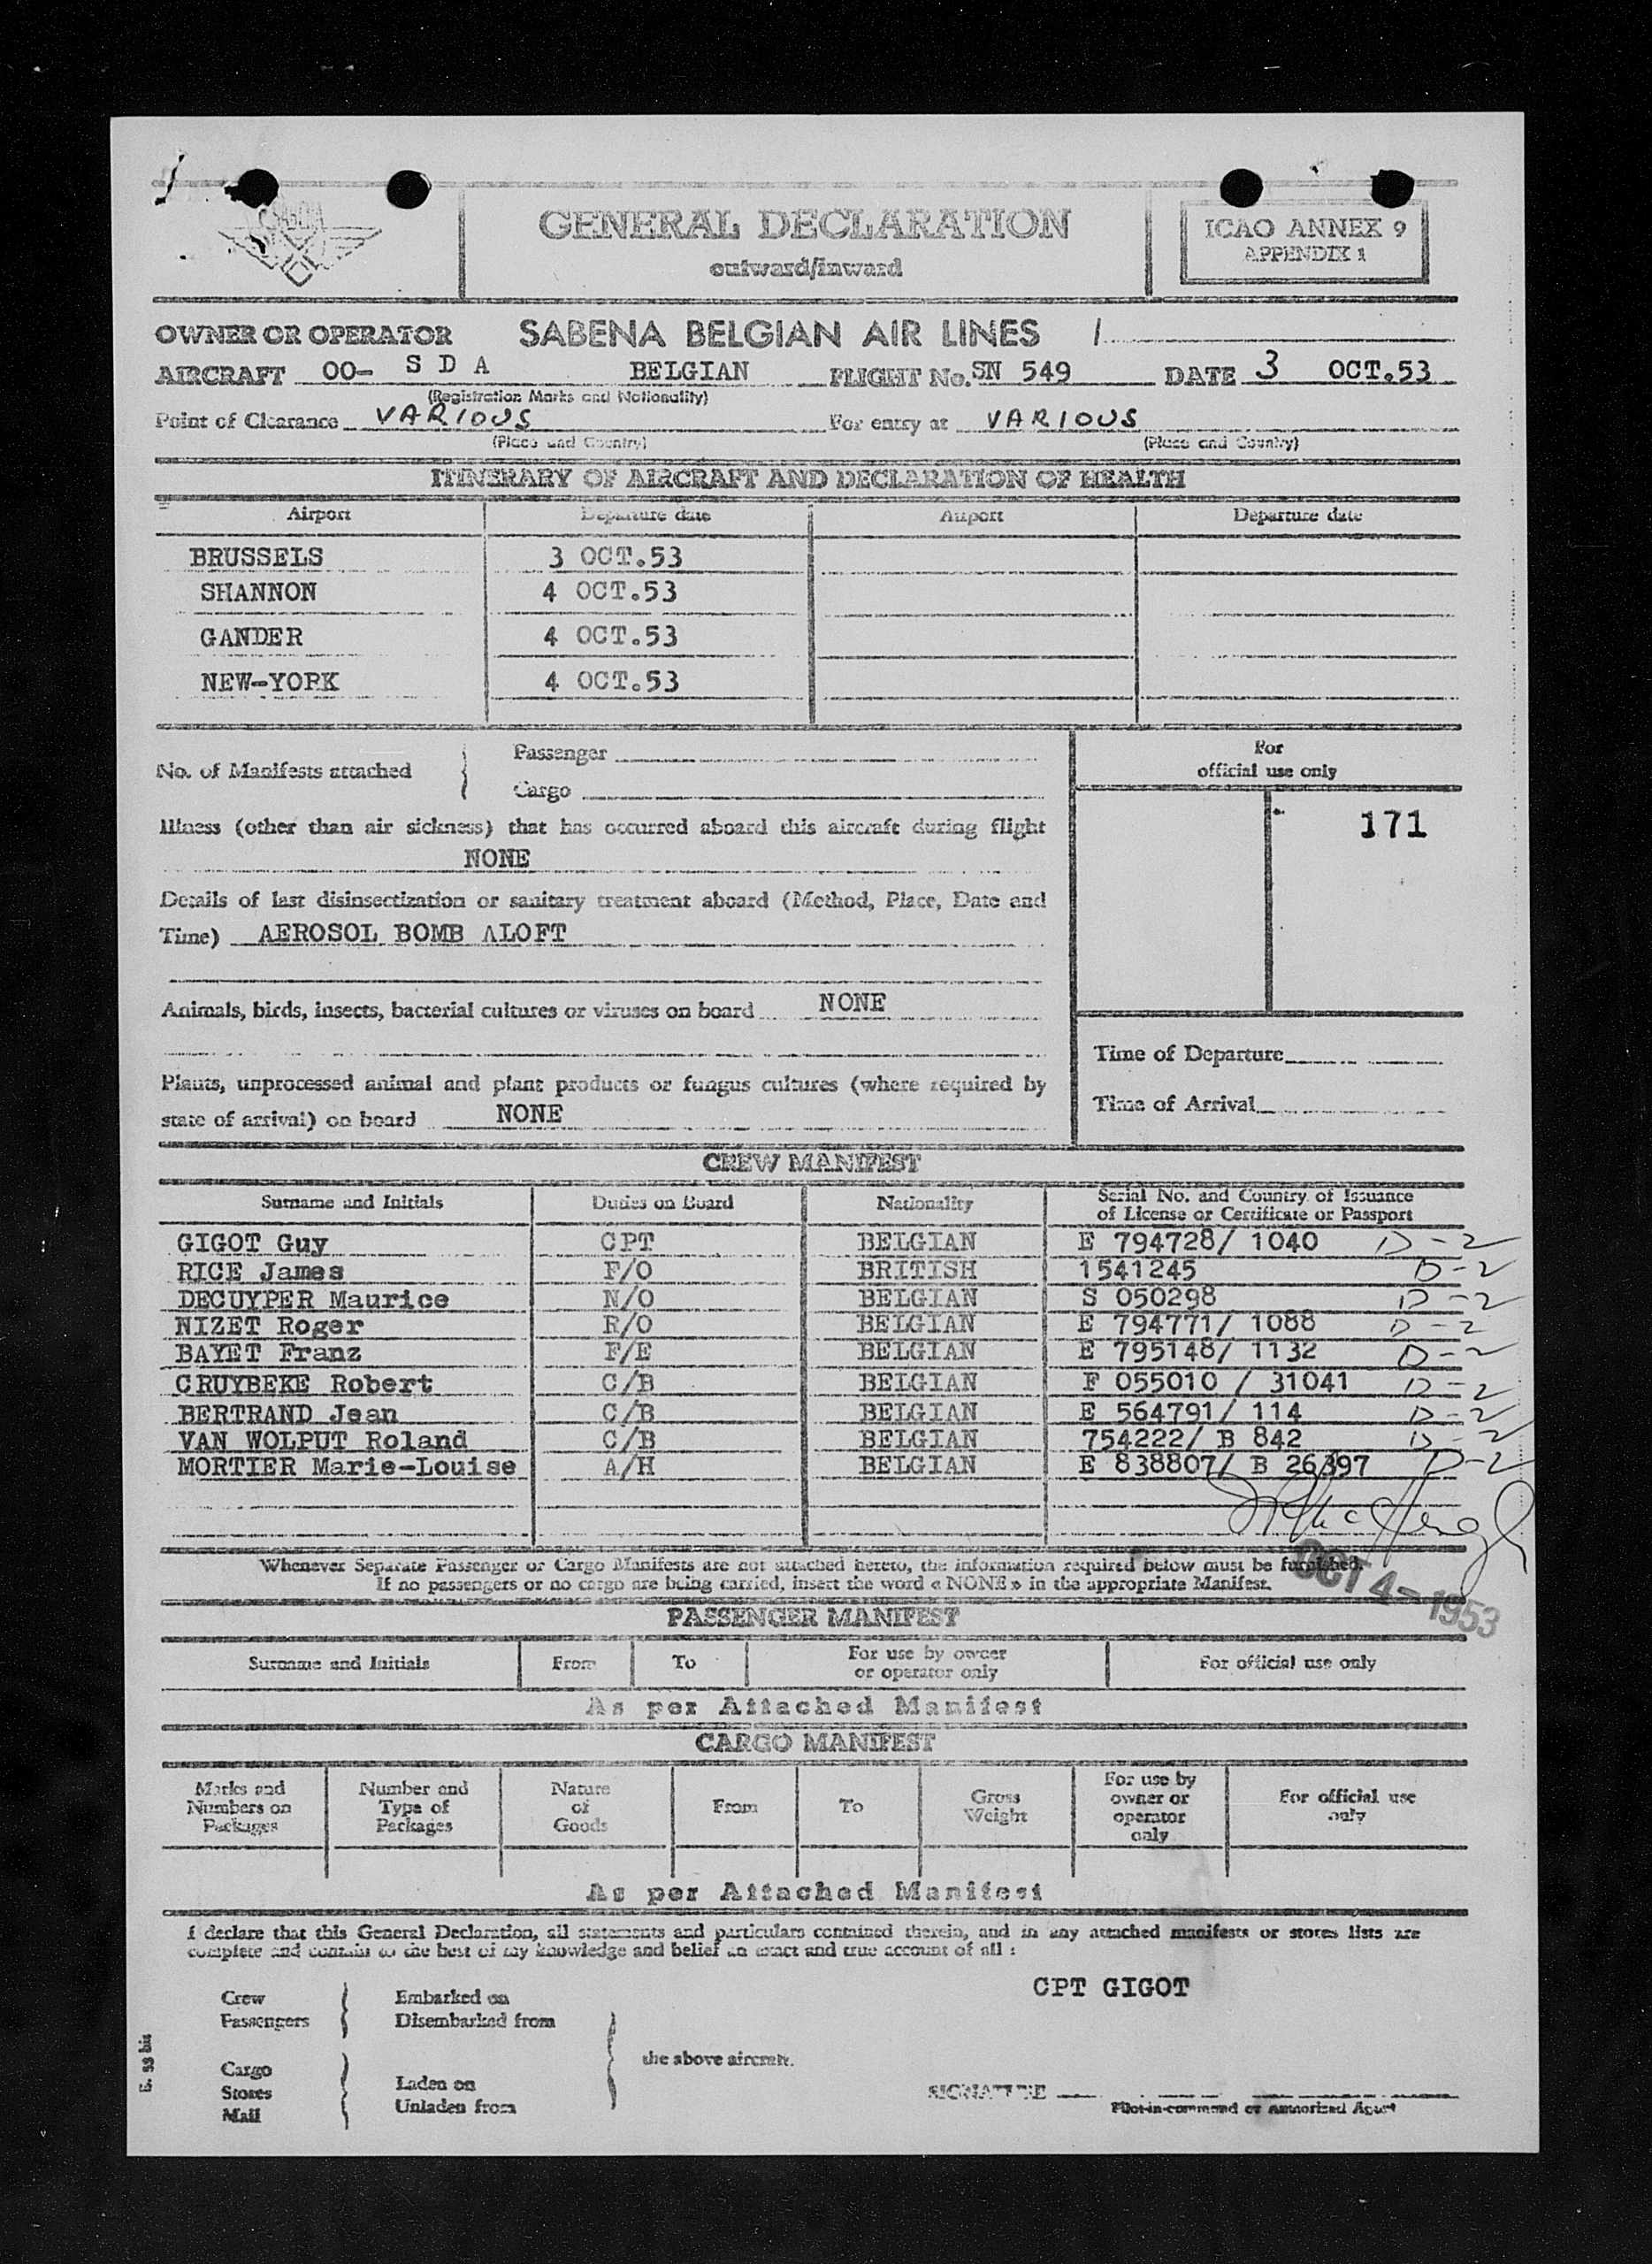 SABENA
GENERAL DECLARATION
outward/inward
ICAO ANNEX 9
APPENDIX 1
OWNER OR OPERATOR SABENA BELGIAN AIR LINES
AIRCRAFT OO- S D A BELGIAN FLIGHT No. SN 549 DATE 3 OCT.53
(Registration Marks and Nationality)
Point of Clearance VARIOUS For entry at VARIOUS
(Place and Country) (Place and Country)
ITINERARY OF AIRCRAFT AND DECLARATION OF HEALTH
Airport Departure date Airport Departure date
BRUSSELS 3 OCT.53
SHANNON 4 OCT.53
GANDER 4 OCT.53
NEW-YORK 4 OCT.53
No. of Manifests attached
Passenger
Cargo
For
official use only
171
Illness (other than air sickness) that has occurred aboard this aircraft during flight
NONE
Details of last disinsectization or sanitary treatment aboard (Method, Place, Date and
Time) AEROSOL BOMB ALOFT
Animals, birds, insects, bacterial cultures or viruses on board NONE
Plants, unprocessed animal and plant products or fungus cultures (where required by
state of arrival) on board NONE
Time of Departure
Time of Arrival
CREW MANIFEST
Surname and Initials Duties on Board Nationality Serial No. and Country of Issuance
of License or Certificate or Passport
GIGOT Guy CPT BELGIAN E 794728/ 1040 D-2
RICE James F/O BRITISH 1541245 D-2
DECUYPER Maurice N/O BELGIAN S 050298 D-2
NIZET Roger R/O BELGIAN E 794771/ 1088 D-2
BAYET Franz F/E BELGIAN E 795148/ 1132 D-2
CRUYBEKE Robert C/B BELGIAN F 055010 / 31041 D-2
BERTRAND Jean C/B BELGIAN E 564791/ 114 D-2
VAN WOLPUT Roland C/B BELGIAN 754222/ B 842 D-2
MORTIER Marie-Louise A/H BELGIAN E 838807/ B 26397 D-2
Whenever Separate Passenger or Cargo Manifests are not attached hereto, the information required below must be furnished.
If no passengers or no cargo are being carried, insert the word « NONE » in the appropriate Manifest.
OCT 4-1953
PASSENGER MANIFEST
Surname and Initials From To For use by owner
or operator only For official use only
As per Attached Manifest
CARGO MANIFEST
Marks and
Numbers on
Packages
Number and
Type of
Packages
Nature
of
Goods
From
To
Gross
Weight
For use by
owner or
operator
only
For official use
only
As per Attached Manifest
I declare that this General Declaration, all statements and particulars contained therein, and in any attached manifests or stores lists are
complete and contain to the best of my knowledge and belief an exact and true account of all :
CPT GIGOT
Crew
Passengers
Embarked on
Disembarked from
Cargo
Stores
Mail
Laden on
Unladen from
the above aircraft.
SIGNATURE
Pilot-in-command or Authorized Agent
E. 53 bis